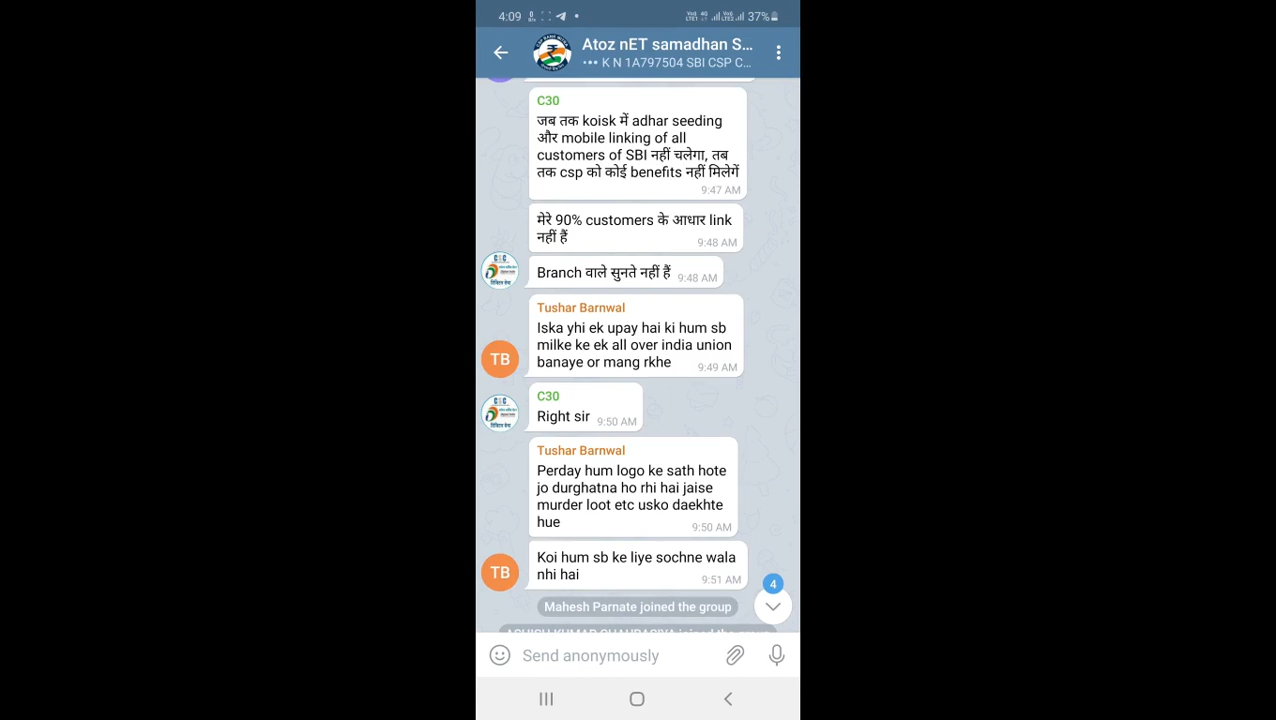 4:09
37%
Atoz nET samadhan S...
K N 1A797504 SBI CSP C...
C30
जब तक koisk में adhar seeding
और mobile linking of all
customers of SBI नहीं चलेगा, तब
तक csp को कोई benefits नहीं मिलेगें
9:47 AM
मेरे 90% customers के आधार link
नहीं हैं
9:48 AM
Branch वाले सुनते नहीं हैं 9:48 AM
Tushar Barnwal
Iska yhi ek upay hai ki hum sb
milke ke ek all over india union
banaye or mang rkhe 9:49 AM
TB
C30
Right sir 9:50 AM
Tushar Barnwal
Perday hum logo ke sath hote
jo durghatna ho rhi hai jaise
murder loot etc usko daekhte
hue
9:50 AM
Koi hum sb ke liye sochne wala
nhi hai
9:51 AM
TB
4
Mahesh Parnate joined the group
Send anonymously